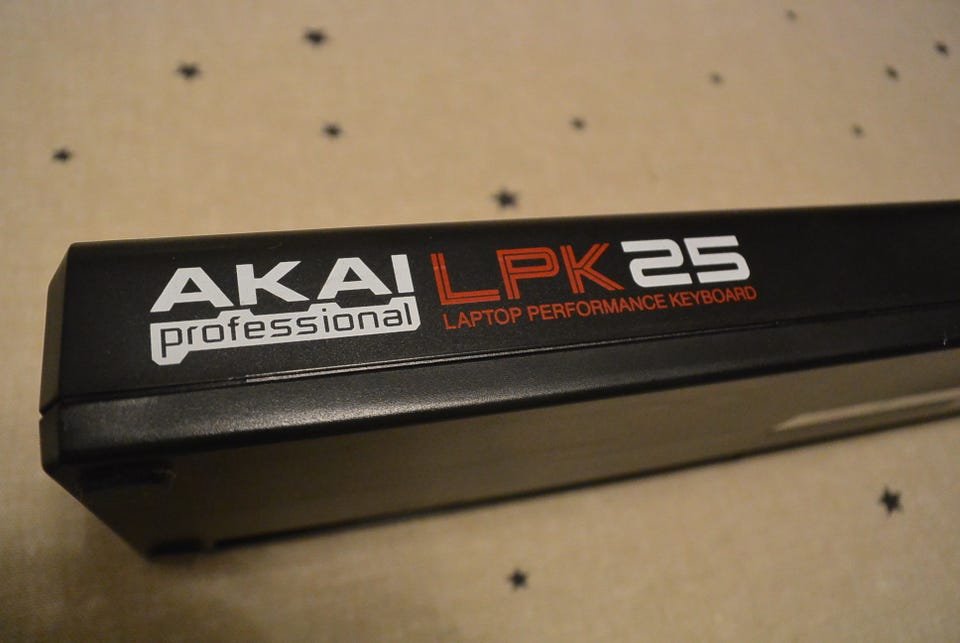 AKAI LPK25
professional LAPTOP PERFORMANCE KEYBOARD